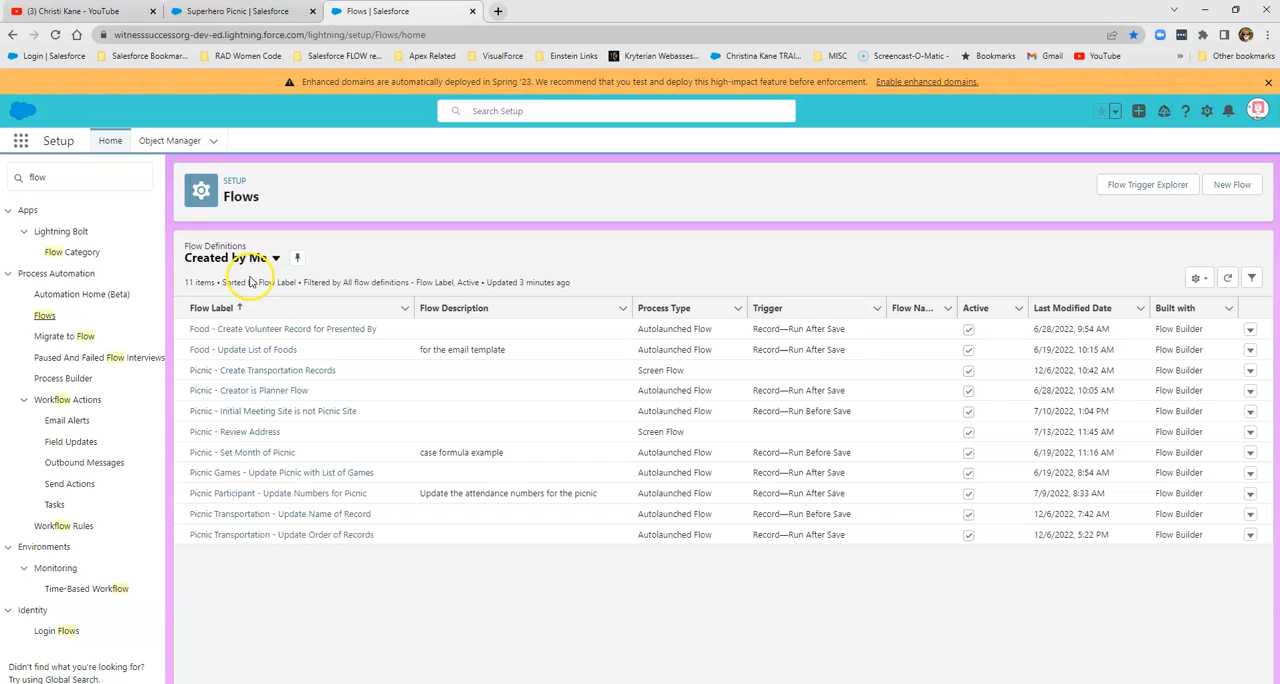 (3) Christi Kane - YouTube
Superhero Picnic | Salesforce
Flows | Salesforce
witnesssuccessorg-dev-ed.lightning.force.com/lightning/setup/Flows/home
Login | Salesforce
Salesforce Bookmar...
RAD Women Code
Salesforce FLOW re...
Apex Related
VisualForce
Einstein Links
Kryterian Webasses...
Christina Kane TRAI...
MISC
Screencast-O-Matic -
Bookmarks
Gmail
YouTube
»
Other bookmarks
Enhanced domains are automatically deployed in Spring '23. We recommend that you test and deploy this high-impact feature before enforcement. Enable enhanced domains.
Search Setup
Setup
Home
Object Manager
flow
Apps
Lightning Bolt
Flow Category
Process Automation
Automation Home (Beta)
Flows
Migrate to Flow
Paused And Failed Flow Interviews
Process Builder
Workflow Actions
Email Alerts
Field Updates
Outbound Messages
Send Actions
Tasks
Workflow Rules
Environments
Monitoring
Time-Based Workflow
Identity
Login Flows
Didn't find what you're looking for?
Try using Global Search.
SETUP
Flows
Flow Trigger Explorer
New Flow
Flow Definitions
Created by Me
11 items • Sorted by Flow Label • Filtered by All flow definitions - Flow Label, Active • Updated 3 minutes ago
Flow Label ↑ Flow Description Process Type Trigger Flow Na... Active Last Modified Date Built with
Food - Create Volunteer Record for Presented By Autolaunched Flow Record—Run After Save 6/28/2022, 9:54 AM Flow Builder
Food - Update List of Foods for the email template Autolaunched Flow Record—Run After Save 6/19/2022, 10:15 AM Flow Builder
Picnic - Create Transportation Records Screen Flow 12/6/2022, 10:42 AM Flow Builder
Picnic - Creator is Planner Flow Autolaunched Flow Record—Run After Save 6/28/2022, 10:05 AM Flow Builder
Picnic - Initial Meeting Site is not Picnic Site Autolaunched Flow Record—Run Before Save 7/10/2022, 1:04 PM Flow Builder
Picnic - Review Address Screen Flow 7/13/2022, 11:45 AM Flow Builder
Picnic - Set Month of Picnic case formula example Autolaunched Flow Record—Run Before Save 6/19/2022, 11:16 AM Flow Builder
Picnic Games - Update Picnic with List of Games Autolaunched Flow Record—Run After Save 6/19/2022, 8:54 AM Flow Builder
Picnic Participant - Update Numbers for Picnic Update the attendance numbers for the picnic Autolaunched Flow Record—Run After Save 7/9/2022, 8:33 AM Flow Builder
Picnic Transportation - Update Name of Record Autolaunched Flow Record—Run Before Save 12/6/2022, 7:42 AM Flow Builder
Picnic Transportation - Update Order of Records Autolaunched Flow Record—Run After Save 12/6/2022, 5:22 PM Flow Builder